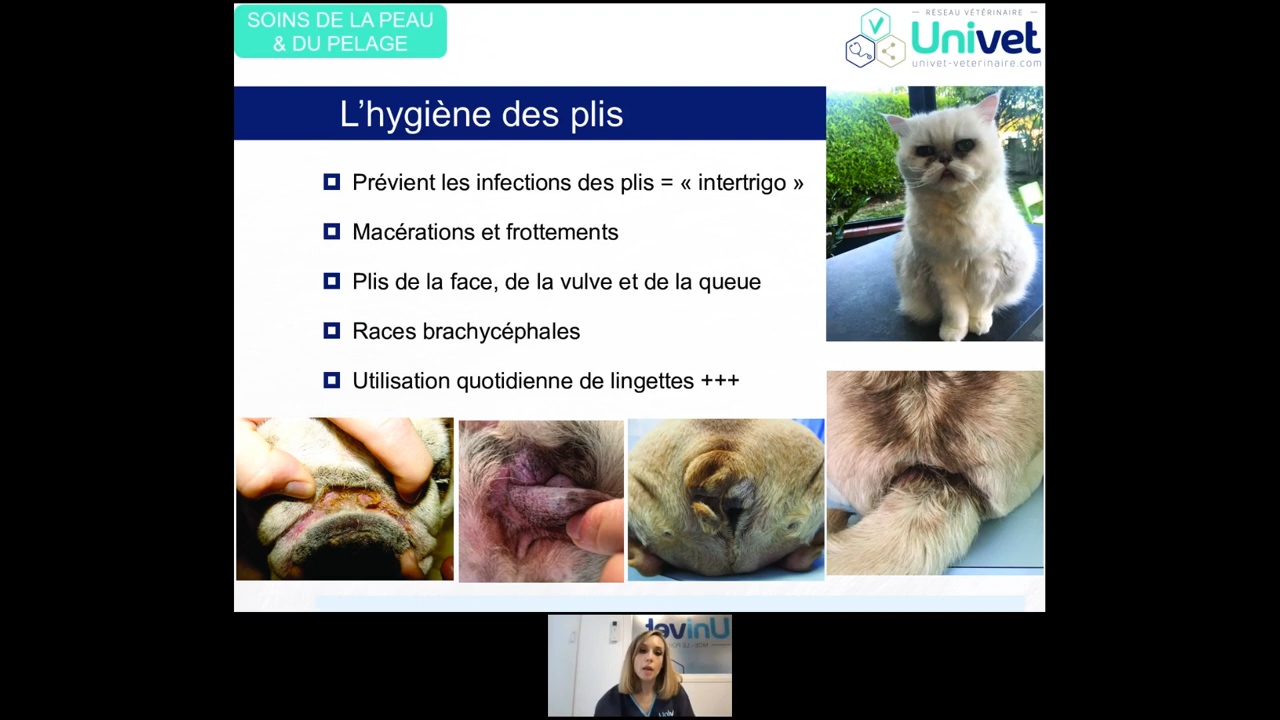 SOINS DE LA PEAU
& DU PELAGE
RÉSEAU VÉTÉRINAIRE
Univet
univet-veterinaire.com
L’hygiène des plis
Prévient les infections des plis = « intertrigo »
Macérations et frottements
Plis de la face, de la vulve et de la queue
Races brachycéphales
Utilisation quotidienne de lingettes +++
Univet